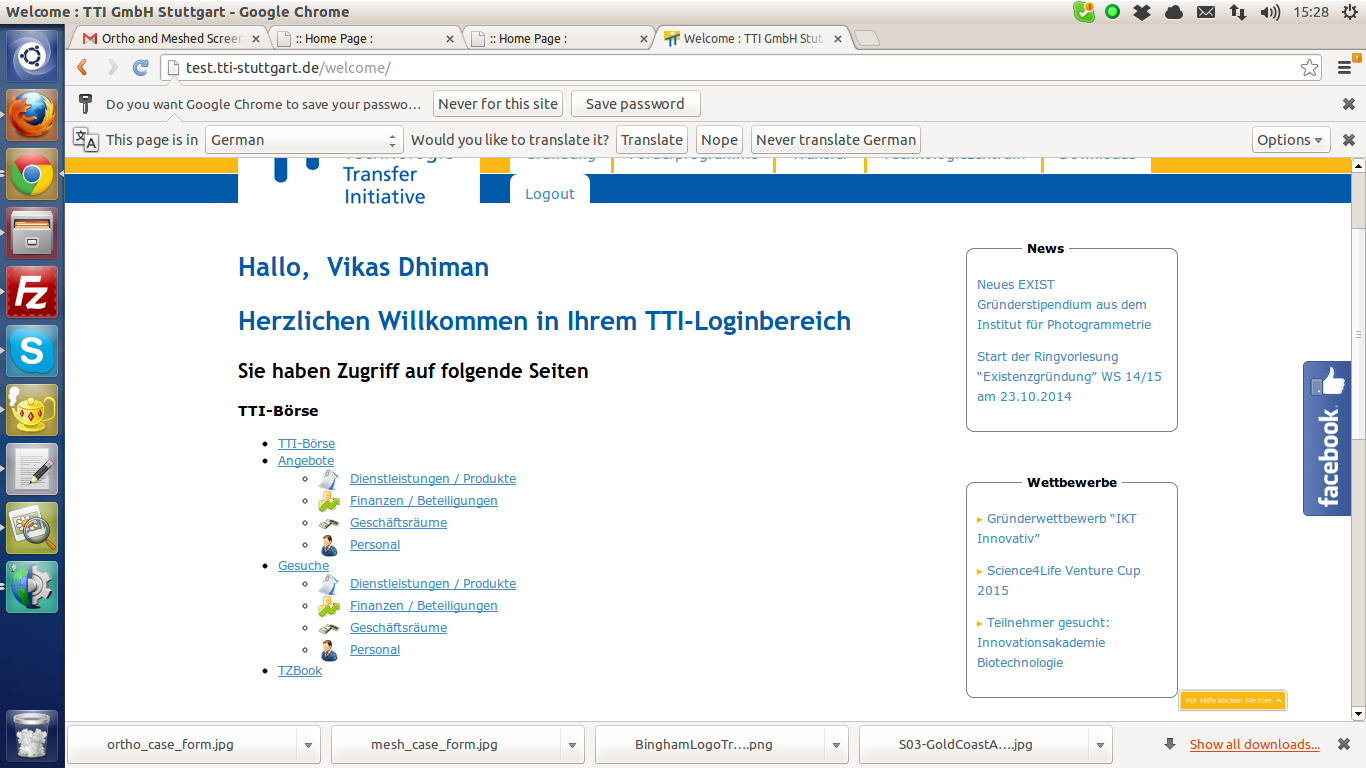 Welcome : TTI GmbH Stuttgart - Google Chrome
15:28
Ortho and Meshed Screen
:: Home Page :
:: Home Page :
Welcome : TTI GmbH Stut
test.tti-stuttgart.de/welcome/
Do you want Google Chrome to save your passwo...
Never for this site
Save password
This page is in
German
Would you like to translate it?
Translate
Nope
Never translate German
Options
Transfer
Initiative
Logout
Hallo, Vikas Dhiman
Herzlichen Willkommen in Ihrem TTI-Loginbereich
Sie haben Zugriff auf folgende Seiten
TTI-Börse
TTI-Börse
Angebote
Dienstleistungen / Produkte
Finanzen / Beteiligungen
Geschäftsräume
Personal
Gesuche
Dienstleistungen / Produkte
Finanzen / Beteiligungen
Geschäftsräume
Personal
TZBook
News
Neues EXIST
Gründerstipendium aus dem
Institut für Photogrammetrie
Start der Ringvorlesung
“Existenzgründung” WS 14/15
am 23.10.2014
Wettbewerbe
Gründerwettbewerb “IKT
Innovativ”
Science4Life Venture Cup
2015
Teilnehmer gesucht:
Innovationsakademie
Biotechnologie
facebook
Für Hilfe klicken Sie hier
ortho_case_form.jpg
mesh_case_form.jpg
BinghamLogoTr....png
S03-GoldCoastA....jpg
Show all downloads...